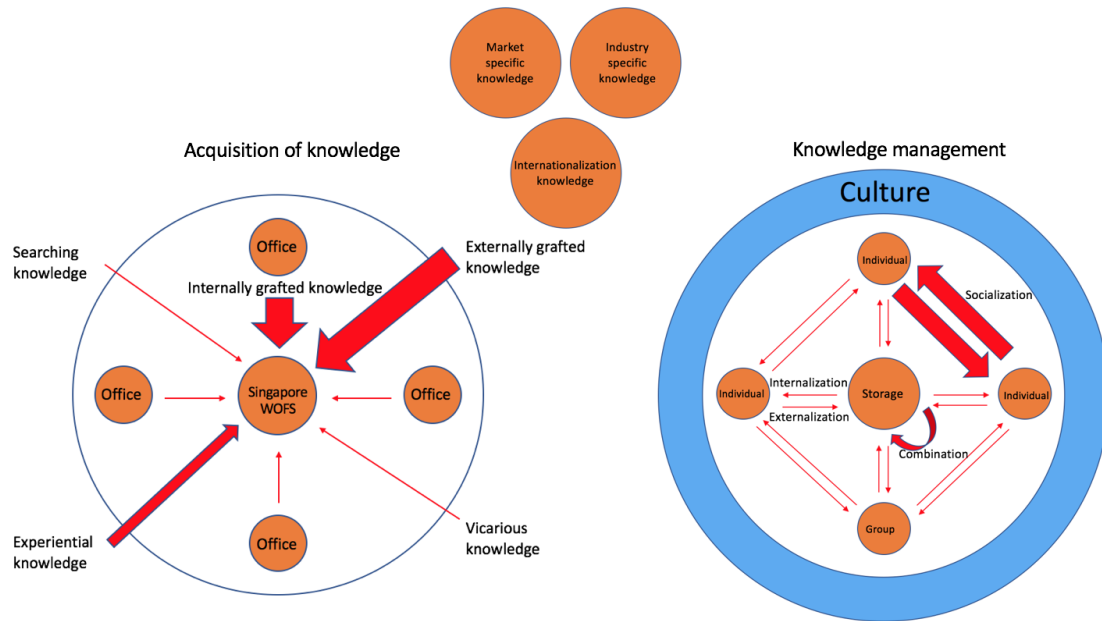 Market
specific
knowledge
Industry
specific
knowledge
Internationalization
knowledge
Acquisition of knowledge
Knowledge management
Searching
knowledge
Office
Internally grafted knowledge
Externally grafted
knowledge
Office
Singapore
WOFS
Office
Experiential
knowledge
Office
Vicarious
knowledge
Culture
Individual
Socialization
Individual
Internalization
Externalization
Storage
Individual
Combination
Group